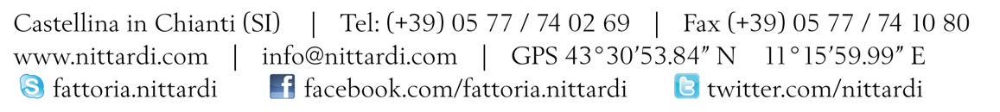 Castellina in Chianti (SI) | Tel: (+39) 05 77 / 74 02 69 | Fax (+39) 05 77 / 74 10 80
www.nittardi.com | info@nittardi.com | GPS 43°30’53.84” N 11°15’59.99” E
fattoria.nittardi facebook.com/fattoria.nittardi twitter.com/nittardi